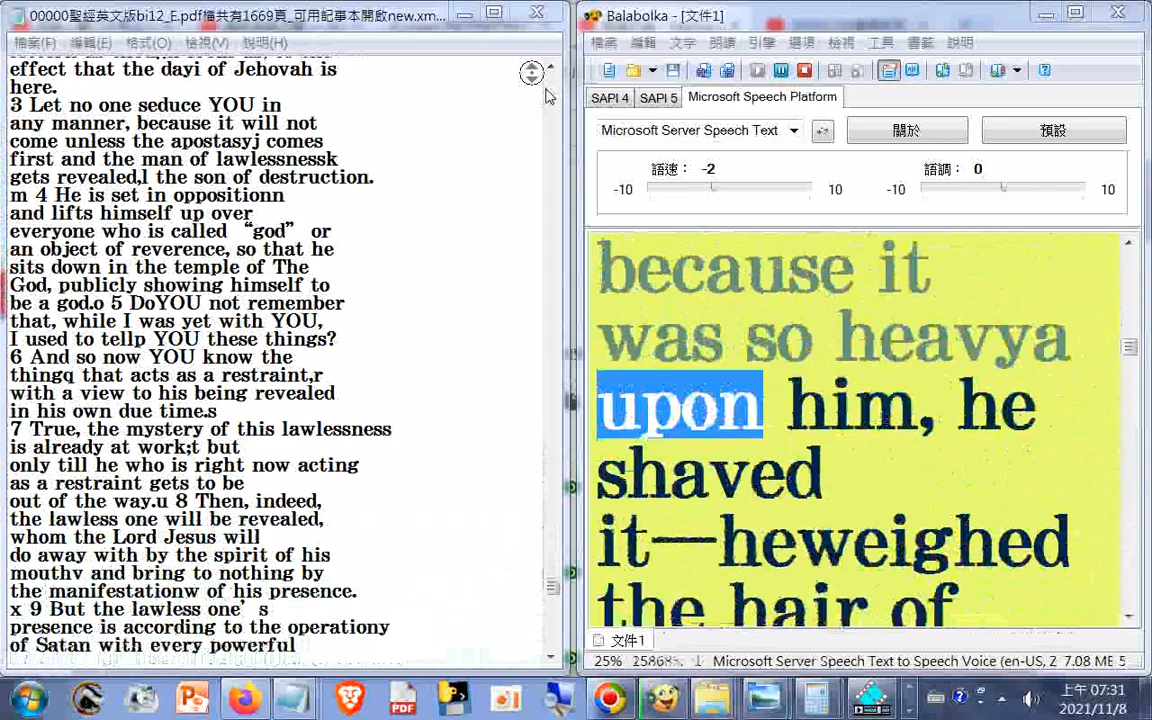 00000聖經英文版bi12_E.pdf檔共有1669頁_可用記事本開啟new.xm...
檔案(F) 編輯(E) 格式(O) 檢視(V) 說明(H)
effect that the dayi of Jehovah is
here.
3 Let no one seduce YOU in
any manner, because it will not
come unless the apostasyj comes
first and the man of lawlessnessk
gets revealed,l the son of destruction.
m 4 He is set in oppositionn
and lifts himself up over
everyone who is called “god” or
an object of reverence, so that he
sits down in the temple of The
God, publicly showing himself to
be a god.o 5 DoYOU not remember
that, while I was yet with YOU,
I used to tellp YOU these things?
6 And so now YOU know the
thingq that acts as a restraint,r
with a view to his being revealed
in his own due time.s
7 True, the mystery of this lawlessness
is already at work;t but
only till he who is right now acting
as a restraint gets to be
out of the way.u 8 Then, indeed,
the lawless one will be revealed,
whom the Lord Jesus will
do away with by the spirit of his
mouthv and bring to nothing by
the manifestationw of his presence.
x 9 But the lawless one’s
presence is according to the operationy
of Satan with every powerful
Balabolka - [文件1]
檔案 編輯 文字 朗讀 引擎 選項 檢視 工具 書籤 說明
SAPI 4 SAPI 5 Microsoft Speech Platform
Microsoft Server Speech Text 關於 預設
語速： -2 語調： 0
-10 10 -10 10
because it
was so heavya
upon him, he
shaved
it—heweighed
the hair of
文件1
25% Microsoft Server Speech Text to Speech Voice (en-US, Z 7.08 MB
PDF
上午 07:31
2021/11/8